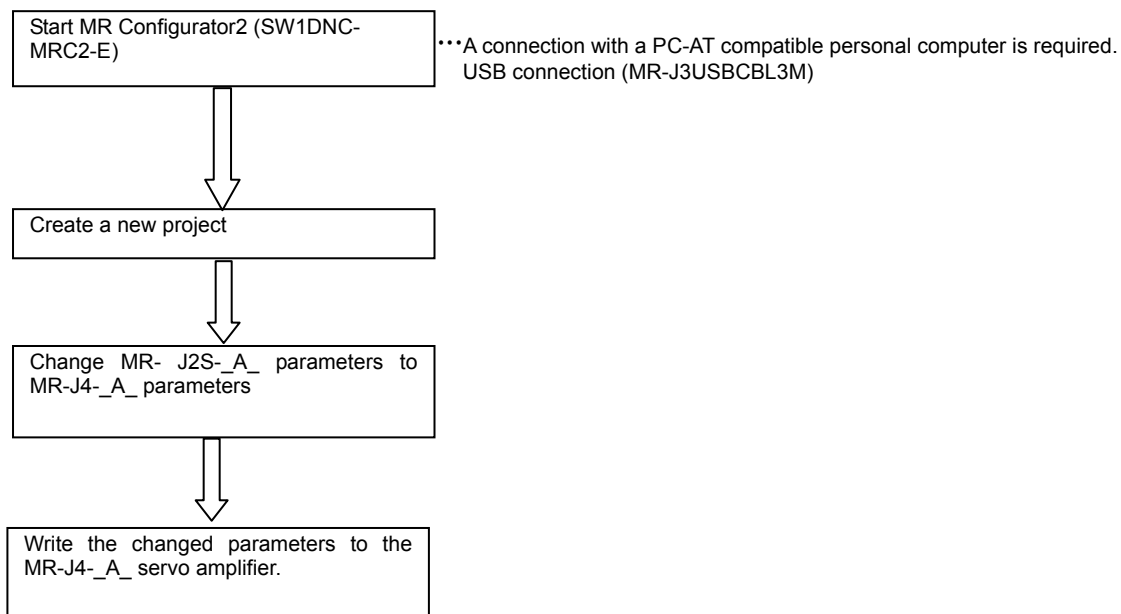 Start MR Configurator2 (SW1DNC-
MRC2-E)
···A connection with a PC-AT compatible personal computer is required.
USB connection (MR-J3USBCBL3M)
Create a new project
Change MR- J2S-_A_ parameters to
MR-J4-_A_ parameters
Write the changed parameters to the
MR-J4-_A_ servo amplifier.